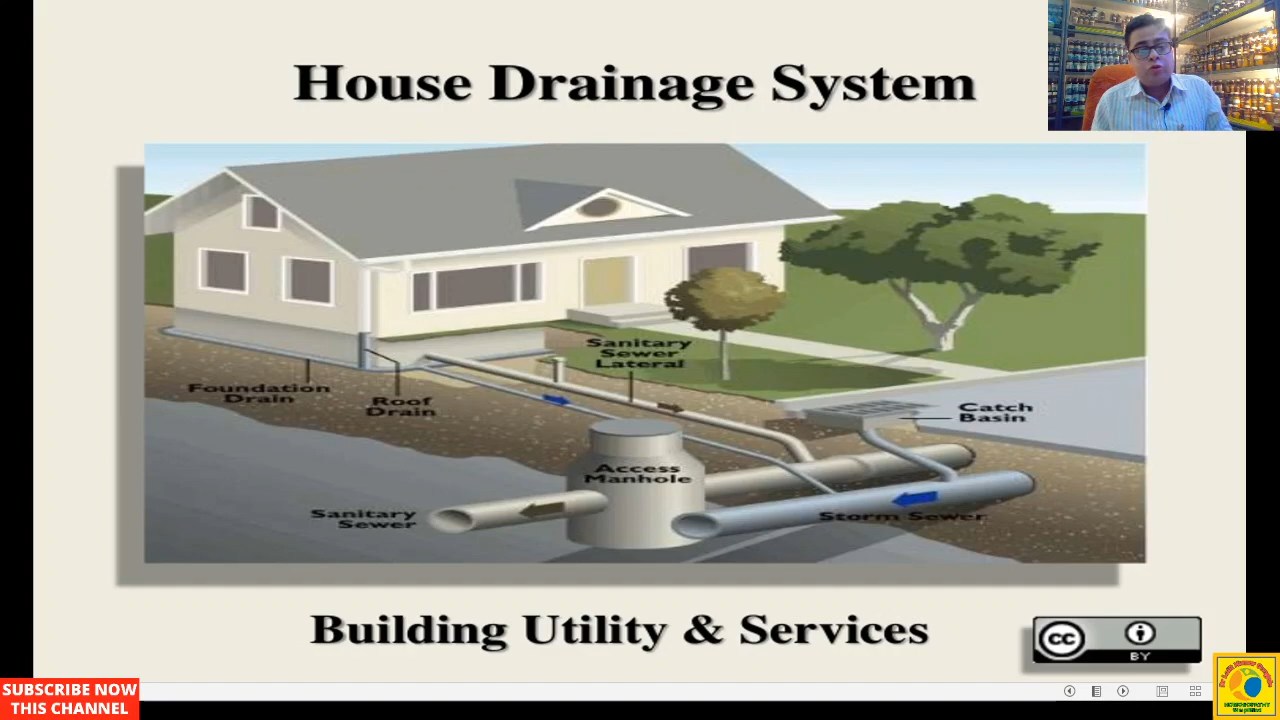 House Drainage System
Sanitary
Sewer
Lateral
Foundation
Drain
Roof
Drain
Catch
Basin
Access
Manhole
Sanitary
Sewer
Storm Sewer
Building Utility & Services
cc
BY
SUBSCRIBE NOW
THIS CHANNEL